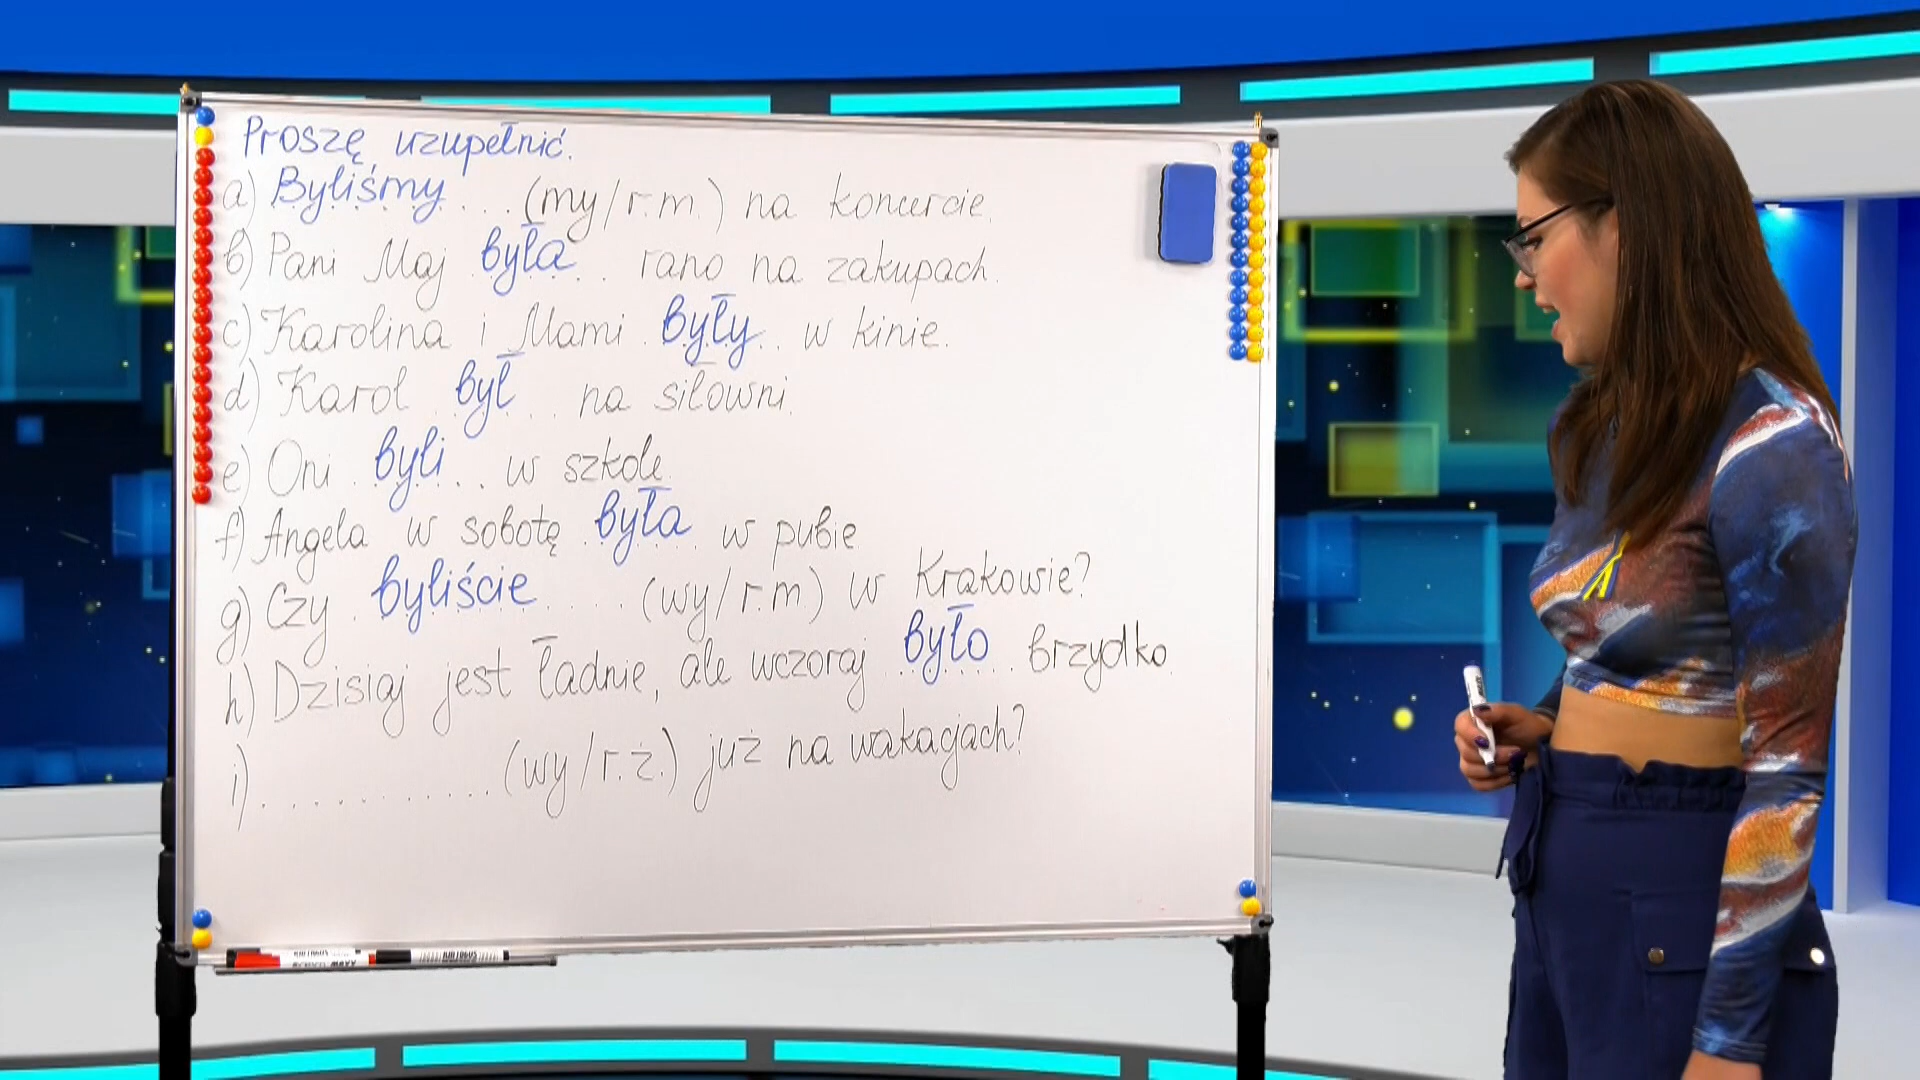 Proszę uzupełnić.
a) Byliśmy... (my/r.m.) na koncercie.
b) Pani Maj .była.. rano na zakupach.
c) Karolina i Mami .były.. w kinie.
d) Karol .był... na siłowni.
e) Oni .byli... w szkole.
f) Angela w sobotę .była.. w pubie
g) Czy .byliście.... (wy/r.m.) w Krakowie?
h) Dzisiaj jest ładnie, ale wczoraj ..było... brzydko.
i)............. (wy/r.ż.) już na wakacjach?